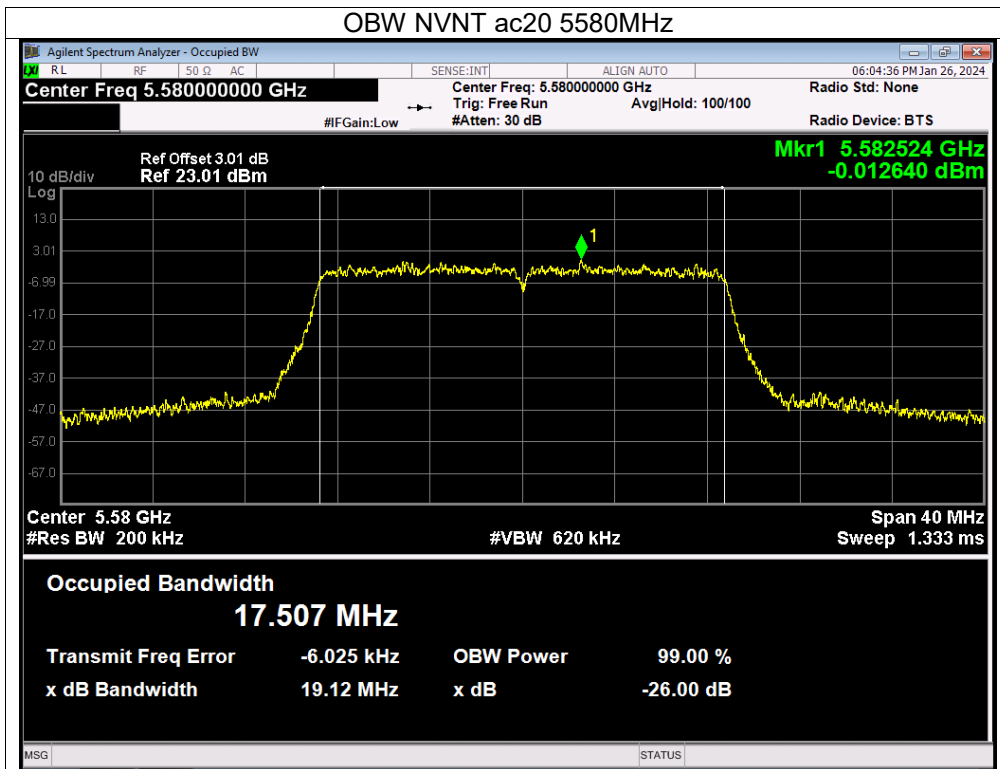 OBW NVNT ac20 5580MHz
Agilent Spectrum Analyzer - Occupied BW
LXI RL RF 50 Ω AC SENSE:INT ALIGN AUTO 06:04:36 PM Jan 26, 2024
Center Freq 5.580000000 GHz Center Freq: 5.580000000 GHz Radio Std: None
Trig: Free Run Avg|Hold: 100/100
#IFGain:Low #Atten: 30 dB Radio Device: BTS
Mkr1 5.582524 GHz
-0.012640 dBm
Ref Offset 3.01 dB
10 dB/div Ref 23.01 dBm
Log
13.0
3.01
-6.99
-17.0
-27.0
-37.0
-47.0
-57.0
-67.0
1
Center 5.58 GHz Span 40 MHz
#Res BW 200 kHz #VBW 620 kHz Sweep 1.333 ms
Occupied Bandwidth
17.507 MHz
Transmit Freq Error -6.025 kHz OBW Power 99.00 %
x dB Bandwidth 19.12 MHz x dB -26.00 dB
MSG STATUS